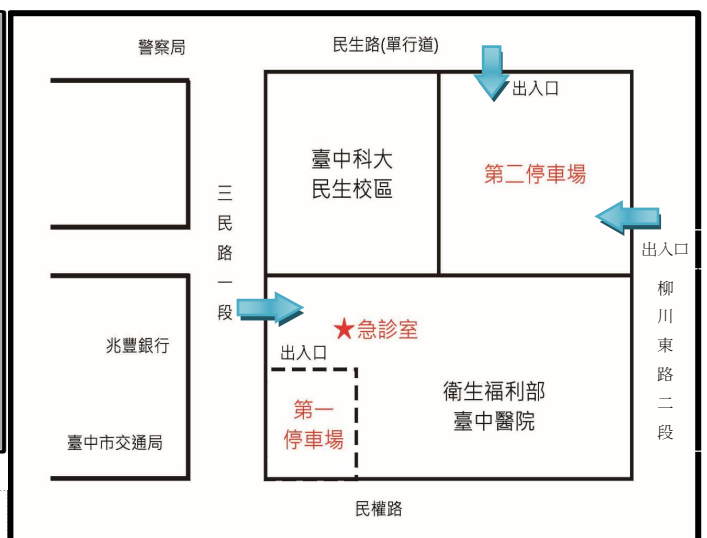 警察局
民生路(單行道)
出入口
臺中科大
民生校區
第二停車場
三
民
路
一
段
出入口
柳
川
東
路
二
段
★急診室
兆豐銀行
出入口
衛生福利部
臺中醫院
第一
停車場
臺中市交通局
民權路